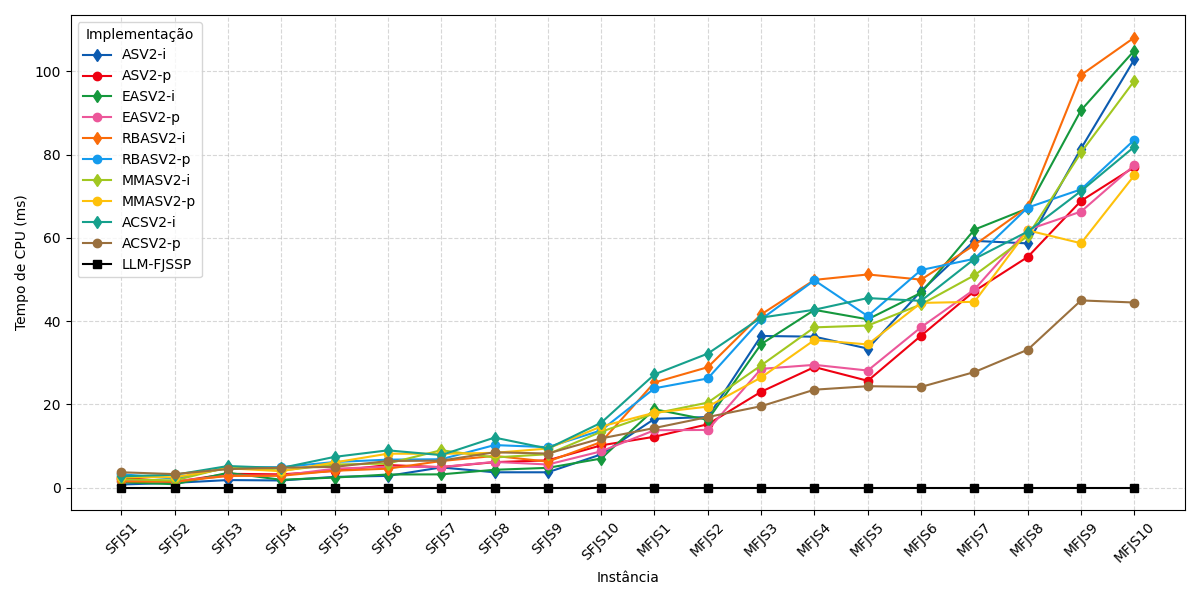 Implementação
ASV2-i
ASV2-p
EASV2-i
EASV2-p
RBASV2-i
RBASV2-p
MMASV2-i
MMASV2-p
ACSV2-i
ACSV2-p
LLM-FJSSP
Tempo de CPU (ms)
100
80
60
40
20
0
SFJS1
SFJS2
SFJS3
SFJS4
SFJS5
SFJS6
SFJS7
SFJS8
SFJS9
SFJS10
MFJS1
MFJS2
MFJS3
MFJS4
MFJS5
MFJS6
MFJS7
MFJS8
MFJS9
MFJS10
Instância